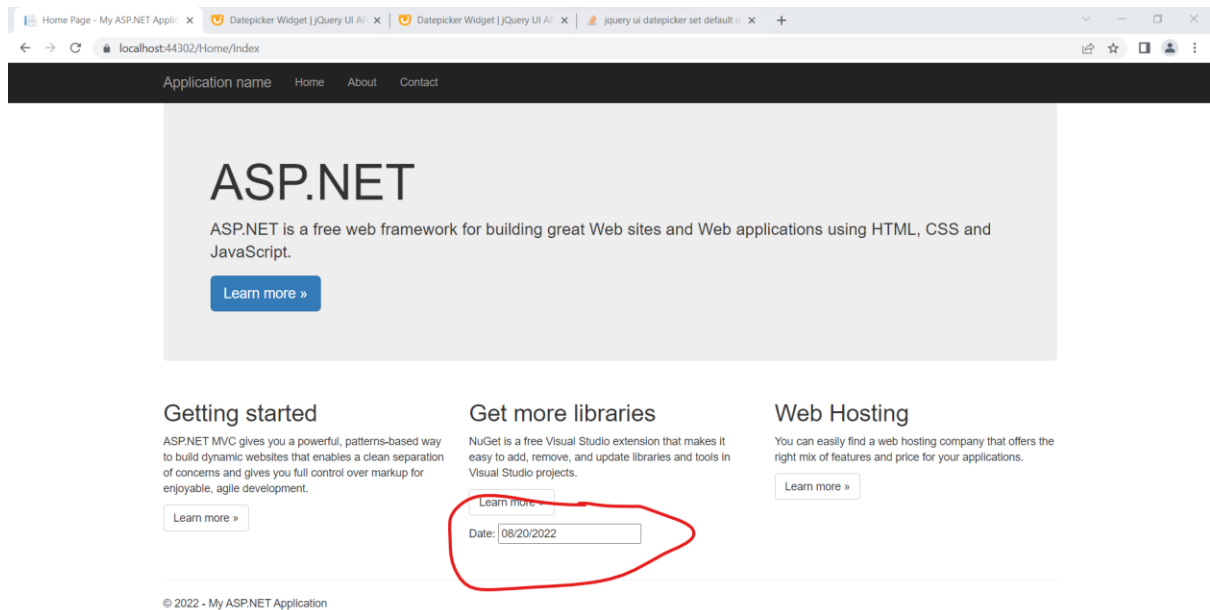 Home Page - My ASP.NET Applic
Datepicker Widget | jQuery UI AP
Datepicker Widget | jQuery UI AP
jquery ui datepicker set default d
localhost:44302/Home/Index
Application name Home About Contact
ASP.NET
ASP.NET is a free web framework for building great Web sites and Web applications using HTML, CSS and
JavaScript.
Learn more »
Getting started
ASP.NET MVC gives you a powerful, patterns-based way
to build dynamic websites that enables a clean separation
of concerns and gives you full control over markup for
enjoyable, agile development.
Learn more »
Get more libraries
NuGet is a free Visual Studio extension that makes it
easy to add, remove, and update libraries and tools in
Visual Studio projects.
Learn more »
Date: 08/20/2022
Web Hosting
You can easily find a web hosting company that offers the
right mix of features and price for your applications.
Learn more »
© 2022 - My ASP.NET Application